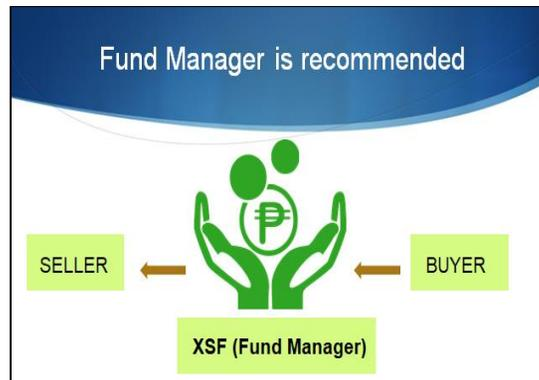 Fund Manager is recommended
₱
SELLER
BUYER
XSF (Fund Manager)